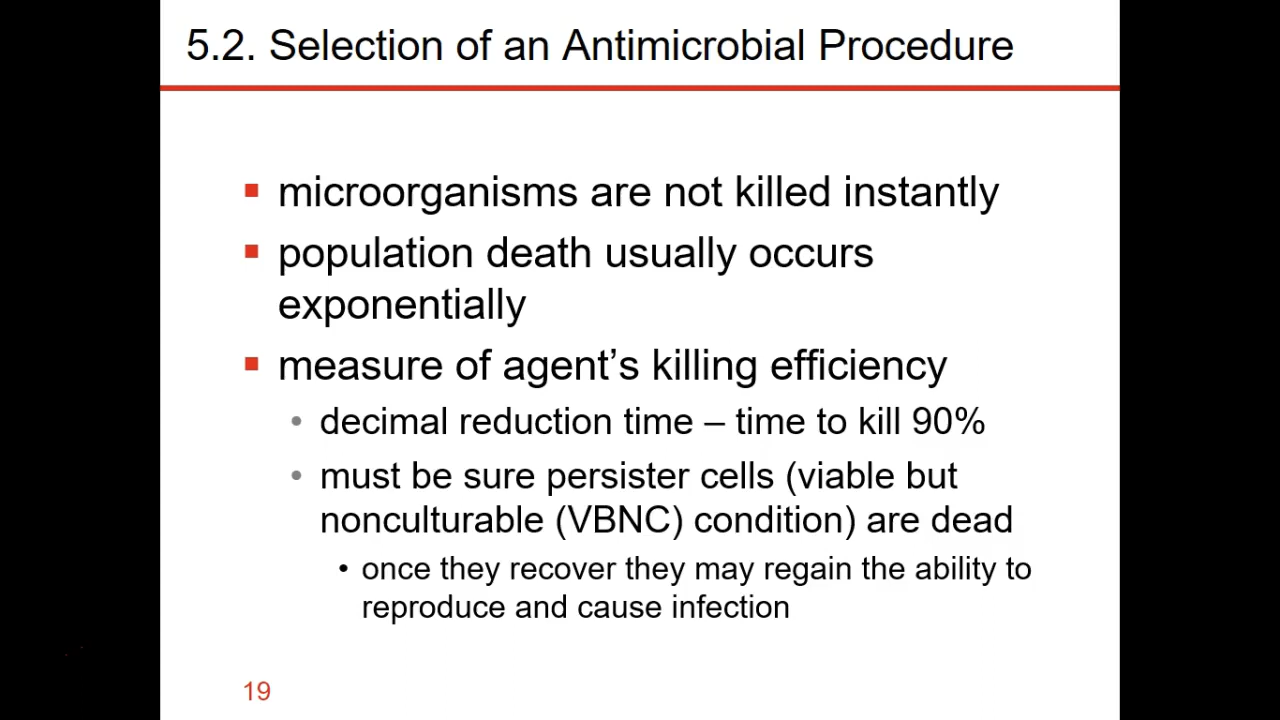 5.2. Selection of an Antimicrobial Procedure
▪ microorganisms are not killed instantly
▪ population death usually occurs
exponentially
▪ measure of agent’s killing efficiency
• decimal reduction time – time to kill 90%
• must be sure persister cells (viable but
nonculturable (VBNC) condition) are dead
• once they recover they may regain the ability to
reproduce and cause infection
19